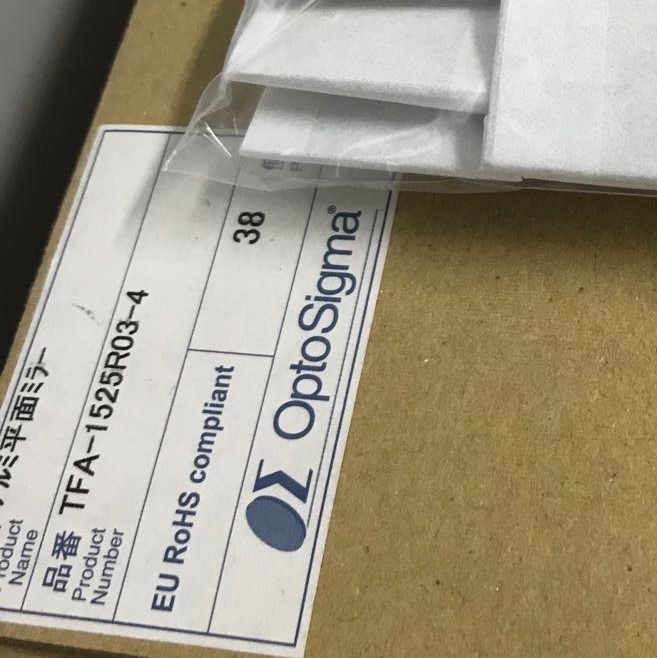 ルミ平面ミラー
Product
Name
品番 TFA-1525R03-4
Product
Number
EU RoHS compliant
38
OptoSigma®